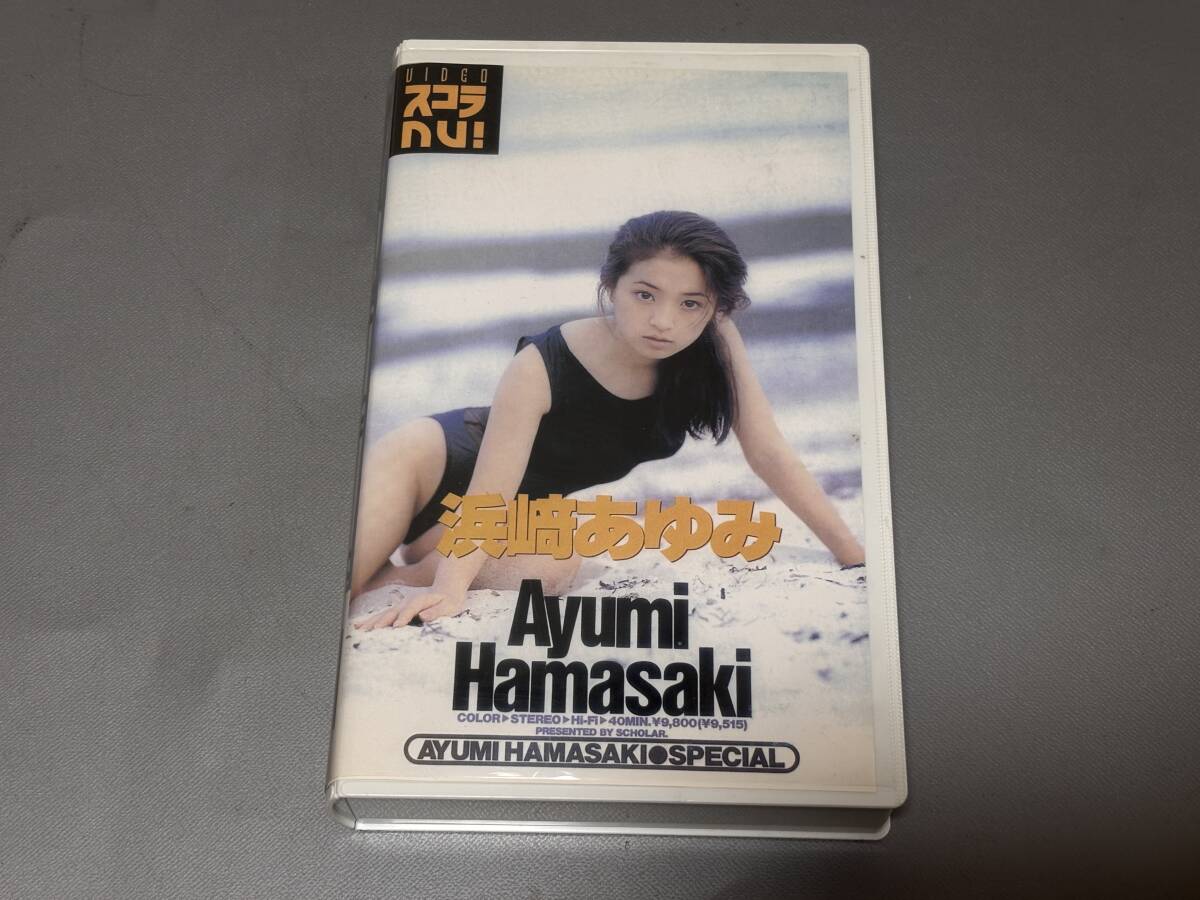 VIDEO
スコラ
nu!
浜﨑あゆみ
Ayumi
Hamasaki
COLOR▶STEREO▶Hi-Fi▶40MIN.¥9,800(¥9,515)
PRESENTED BY SCHOLAR.
AYUMI HAMASAKI●SPECIAL